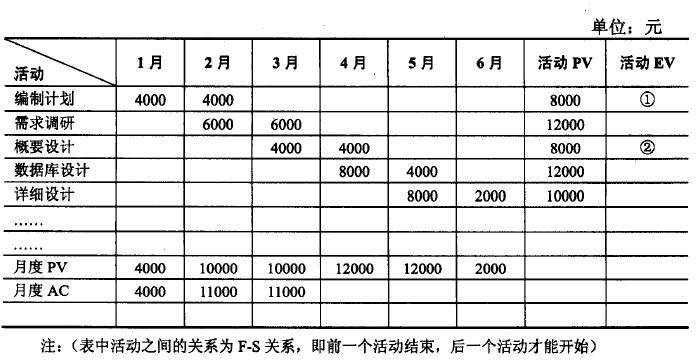 单位：元
活动 1月 2月 3月 4月 5月 6月 活动 PV 活动 EV
编制计划 4000 4000 8000 ①
需求调研 6000 6000 12000
概要设计 4000 4000 8000 ②
数据库设计 8000 4000 12000
详细设计 8000 2000 10000
……
……
月度 PV 4000 10000 10000 12000 12000 2000
月度 AC 4000 11000 11000
注：（表中活动之间的关系为 F-S 关系，即前一个活动结束，后一个活动才能开始）